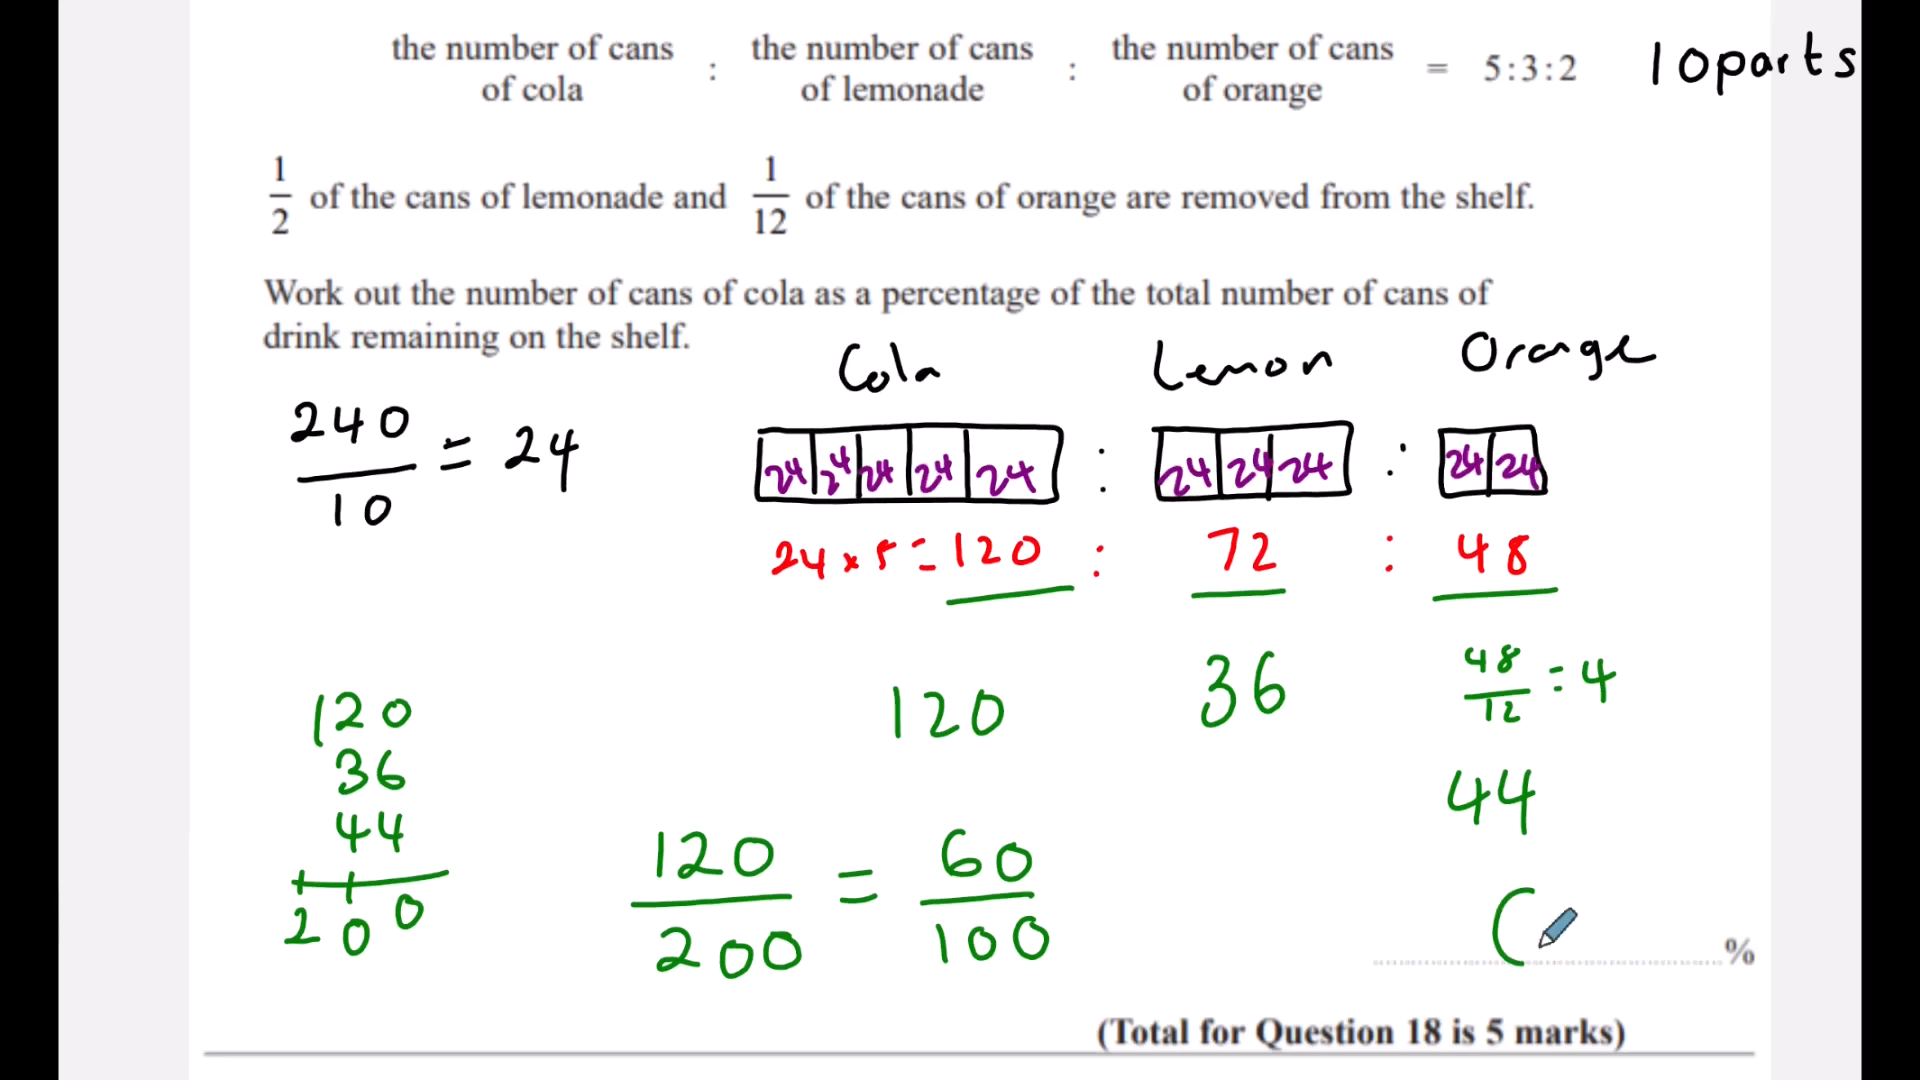 the number of cans of cola : the number of cans of lemonade : the number of cans of orange = 5:3:2 10parts
1/2 of the cans of lemonade and 1/12 of the cans of orange are removed from the shelf.
Work out the number of cans of cola as a percentage of the total number of cans of
drink remaining on the shelf.
Cola Lemon Orange
240/10 = 24
24 24 24 24 24 : 24 24 24 : 24 24
24 × 5 = 120 : 72 : 48
120 36 48/12 = 4
44
120
36
44
200
120/200 = 60/100
%
(Total for Question 18 is 5 marks)